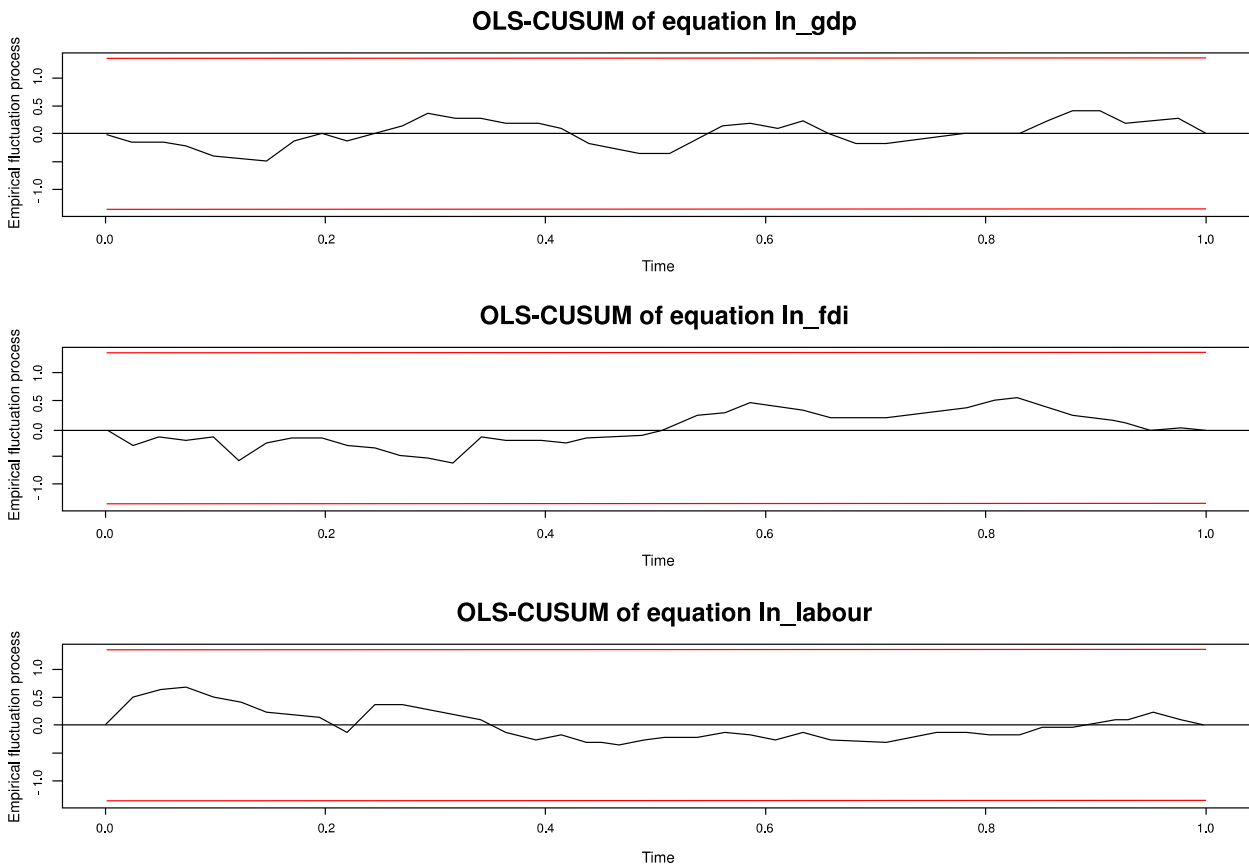 OLS-CUSUM of equation ln_gdp
Empirical fluctuation process
1.0
0.5
0.0
- 1.0
0.0 0.2 0.4 0.6 0.8 1.0
Time
OLS-CUSUM of equation ln_fdi
Empirical fluctuation process
1.0
0.5
0.0
- 1.0
0.0 0.2 0.4 0.6 0.8 1.0
Time
OLS-CUSUM of equation ln_labour
Empirical fluctuation process
1.0
0.5
0.0
- 1.0
0.0 0.2 0.4 0.6 0.8 1.0
Time